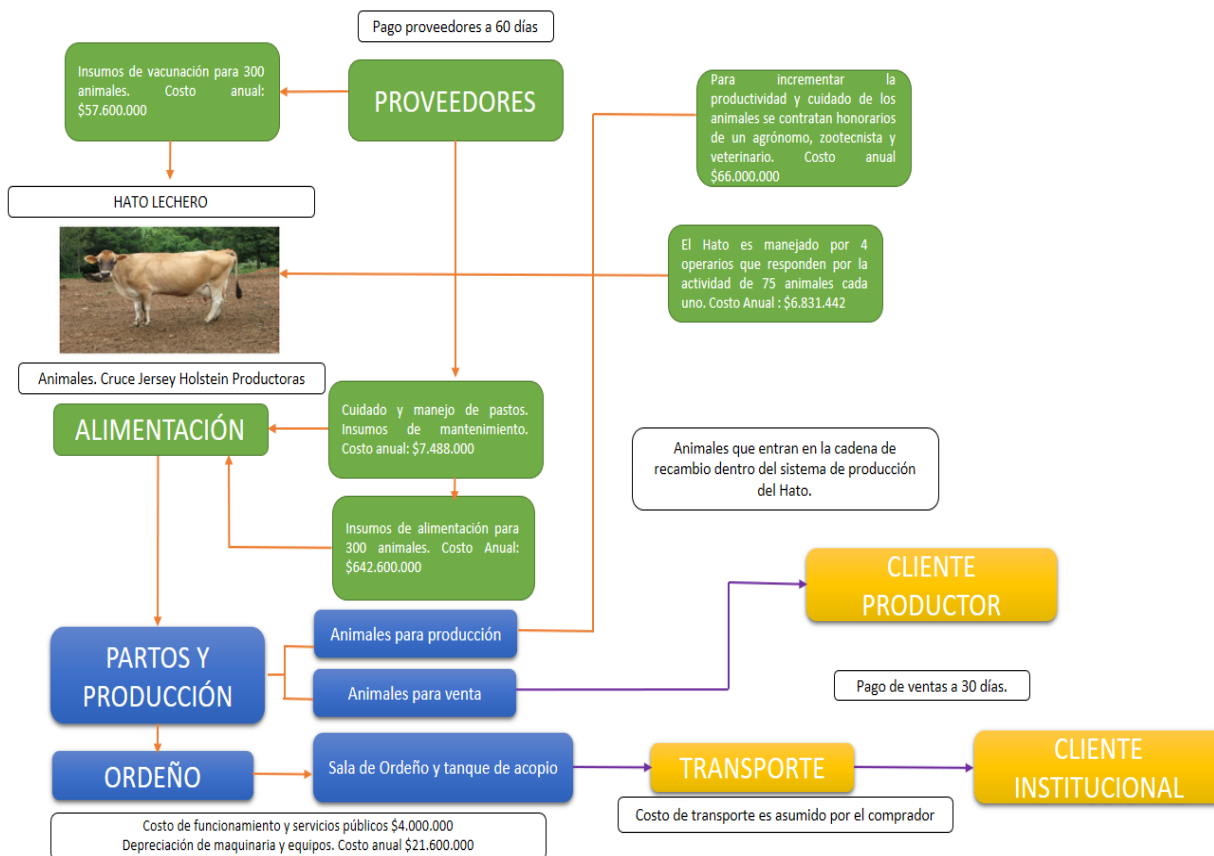 Pago proveedores a 60 días
Insumos de vacunación para 300
animales. Costo anual:
$57.600.000
PROVEEDORES
Para incrementar la
productividad y cuidado de los
animales se contratan honorarios
de un agrónomo, zootecnista y
veterinario. Costo anual
$66.000.000
HATO LECHERO
El Hato es manejado por 4
operarios que responden por la
actividad de 75 animales cada
uno. Costo Anual : $6.831.442
Animales. Cruce Jersey Holstein Productoras
ALIMENTACIÓN
Cuidado y manejo de pastos.
Insumos de mantenimiento.
Costo anual: $7.488.000
Animales que entran en la cadena de
recambio dentro del sistema de producción
del Hato.
Insumos de alimentación para
300 animales. Costo Anual:
$642.600.000
CLIENTE
PRODUCTOR
PARTOS Y
PRODUCCIÓN
Animales para producción
Animales para venta
Pago de ventas a 30 días.
ORDEÑO
Sala de Ordeño y tanque de acopio
TRANSPORTE
CLIENTE
INSTITUCIONAL
Costo de transporte es asumido por el comprador
Costo de funcionamiento y servicios públicos $4.000.000
Depreciación de maquinaria y equipos. Costo anual $21.600.000